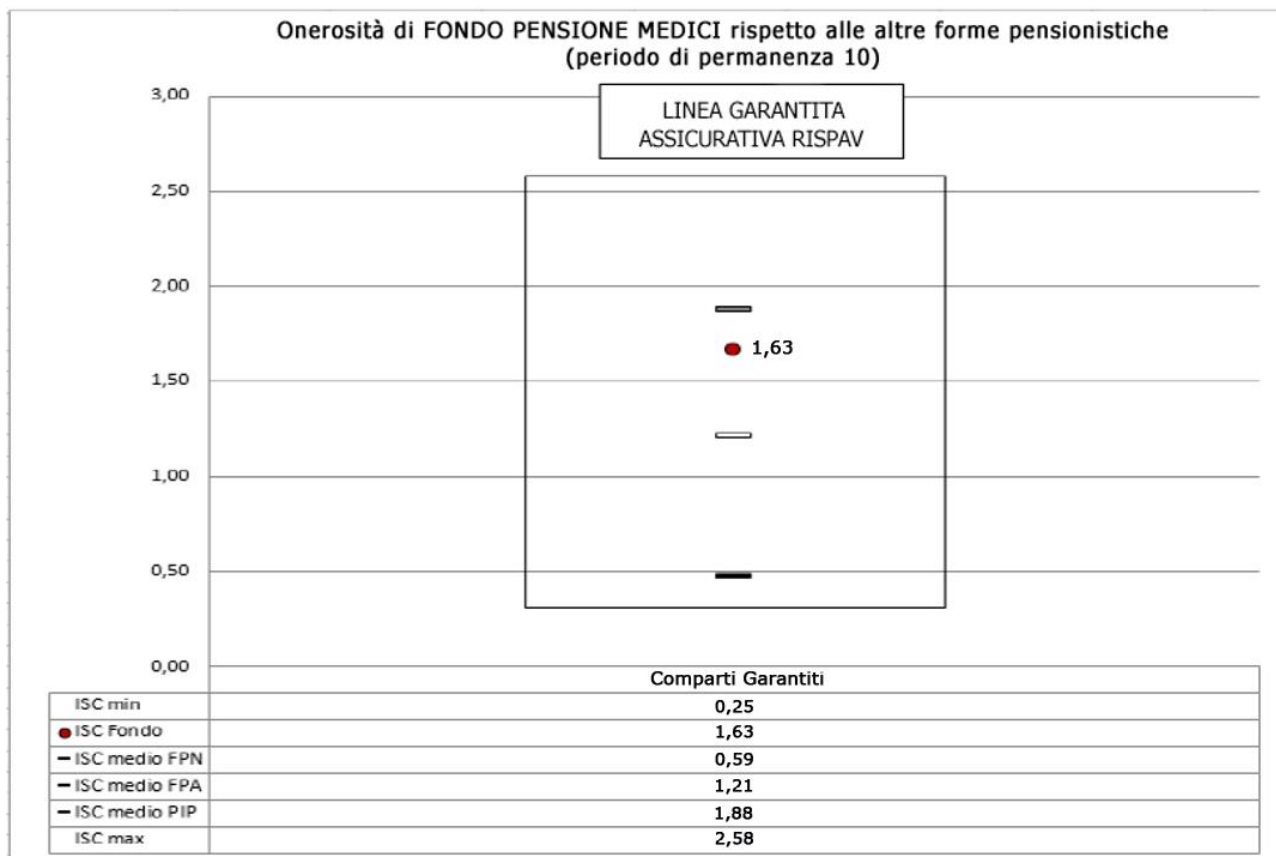 Onerosità di FONDO PENSIONE MEDICI rispetto alle altre forme pensionistiche
(periodo di permanenza 10)
LINEA GARANTITA
ASSICURATIVA RISPAV
3,00
2,50
2,00
1,63
1,50
1,00
0,50
0,00
Comparti Garantiti
ISC min 0,25
ISC Fondo 1,63
ISC medio FPN 0,59
ISC medio FPA 1,21
ISC medio PIP 1,88
ISC max 2,58